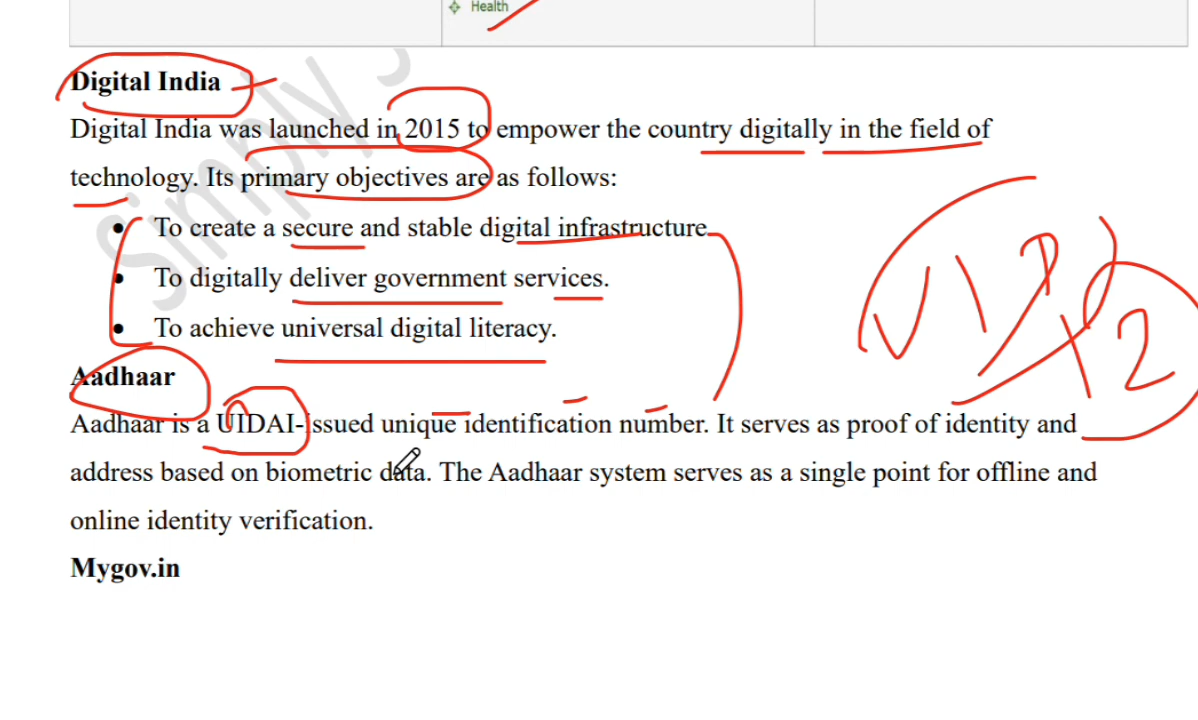 Health
Digital India
Digital India was launched in 2015 to empower the country digitally in the field of
technology. Its primary objectives are as follows:
• To create a secure and stable digital infrastructure.
• To digitally deliver government services.
• To achieve universal digital literacy.
Aadhaar
Aadhaar is a UIDAI-issued unique identification number. It serves as proof of identity and
address based on biometric data. The Aadhaar system serves as a single point for offline and
online identity verification.
Mygov.in
Simply
2